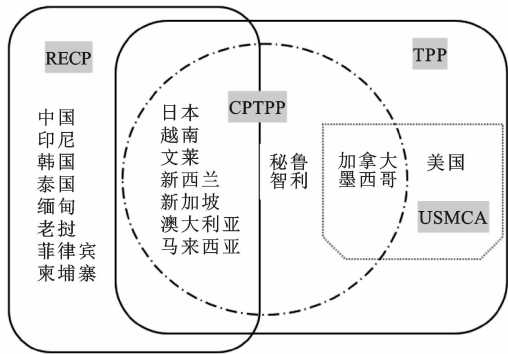 RECP
TPP
CPTPP
中国
印尼
韩国
泰国
缅甸
老挝
菲律宾
柬埔寨
日本
越南
文莱
新西兰
新加坡
澳大利亚
马来西亚
秘鲁
智利
加拿大
墨西哥
美国
USMCA